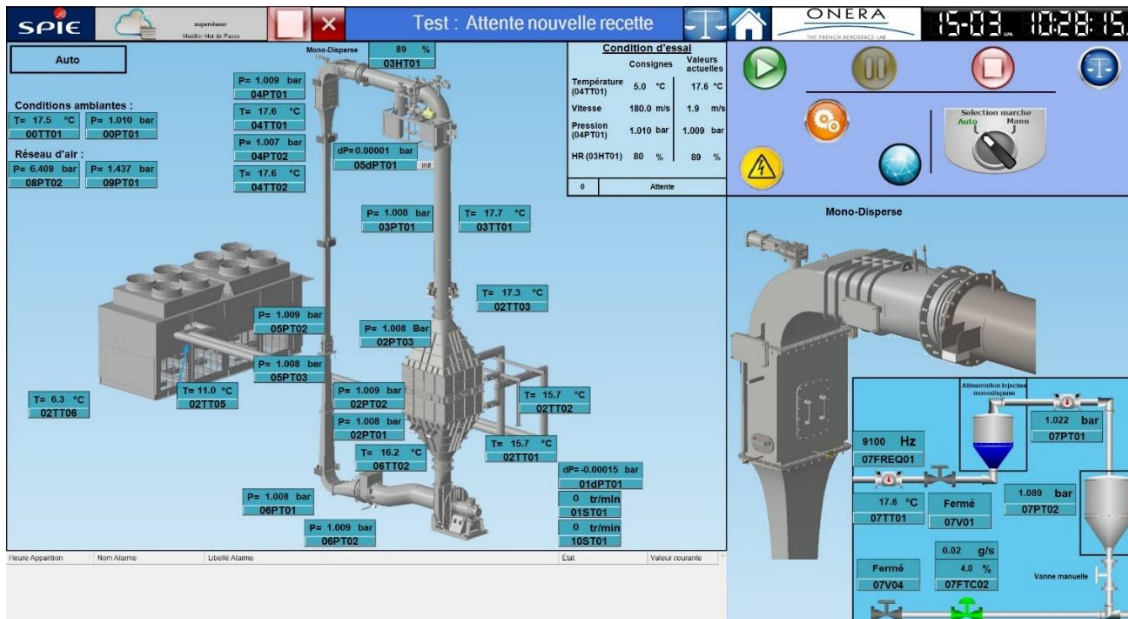 SPIE
superviseur
Modifier Mot de Passe
Test : Attente nouvelle recette
ONERA
THE FRENCH AEROSPACE LAB
15-03
10:28:15
Auto
Conditions ambiantes :
T= 17.5 °C
00TT01
P= 1.010 bar
00PT01
Réseau d'air :
P= 6.409 bar
08PT02
P= 1.437 bar
09PT01
Mono-Disperse
89 %
03HT01
P= 1.009 bar
04PT01
T= 17.6 °C
04TT01
P= 1.007 bar
04PT02
T= 17.6 °C
04TT02
dP=0.00001 bar
05dPT01
init
P= 1.008 bar
03PT01
T= 17.7 °C
03TT01
T= 17.3 °C
02TT03
P= 1.009 bar
05PT02
P= 1.008 Bar
02PT03
P= 1.008 bar
05PT03
T= 6.3 °C
02TT06
T= 11.0 °C
02TT05
P= 1.009 bar
02PT02
P= 1.008 bar
02PT01
T= 15.7 °C
02TT02
T= 15.7 °C
02TT01
T= 16.2 °C
06TT02
P= 1.008 bar
06PT01
P= 1.009 bar
06PT02
dP=-0.00015 bar
01dPT01
0 tr/min
01ST01
0 tr/min
10ST01
Condition d'essai
Consignes
Valeurs
actuelles
Température
(04TT01)
5.0 °C
17.6 °C
Vitesse
180.0 m/s
1.9 m/s
Pression
(04PT01)
1.010 bar
1.009 bar
HR (03HT01)
80 %
89 %
0
Attente
Selection marche
Auto
Manu
Mono-Disperse
Alimentation Injecteur
monodisperse
1.022 bar
07PT01
9100 Hz
07FREQ01
17.6 °C
07TT01
Fermé
07V01
1.089 bar
07PT02
0.02 g/s
4.0 %
07FTC02
Fermé
07V04
Vanne manuelle
Heure Apparition
Nom Alarme
Libellé Alarme
État
Valeur courante